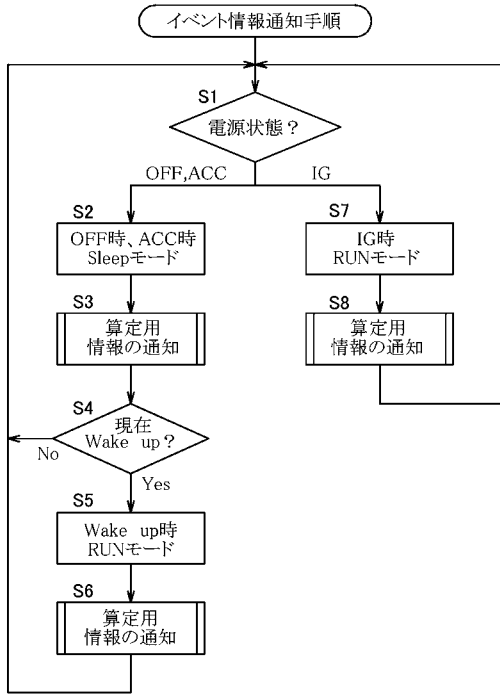 イベント情報通知手順
S1
電源状態？
OFF,ACC
IG
S2
OFF時、ACC時
Sleepモード
S7
IG時
RUNモード
S3
算定用
情報の通知
S8
算定用
情報の通知
S4
現在
Wake up？
No
Yes
S5
Wake up時
RUNモード
S6
算定用
情報の通知